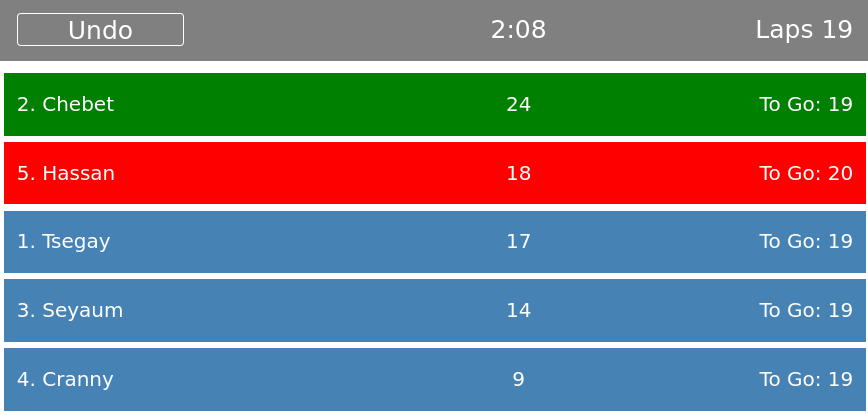 Undo 2:08 Laps 19
2. Chebet 24 To Go: 19
5. Hassan 18 To Go: 20
1. Tsegay 17 To Go: 19
3. Seyaum 14 To Go: 19
4. Cranny 9 To Go: 19